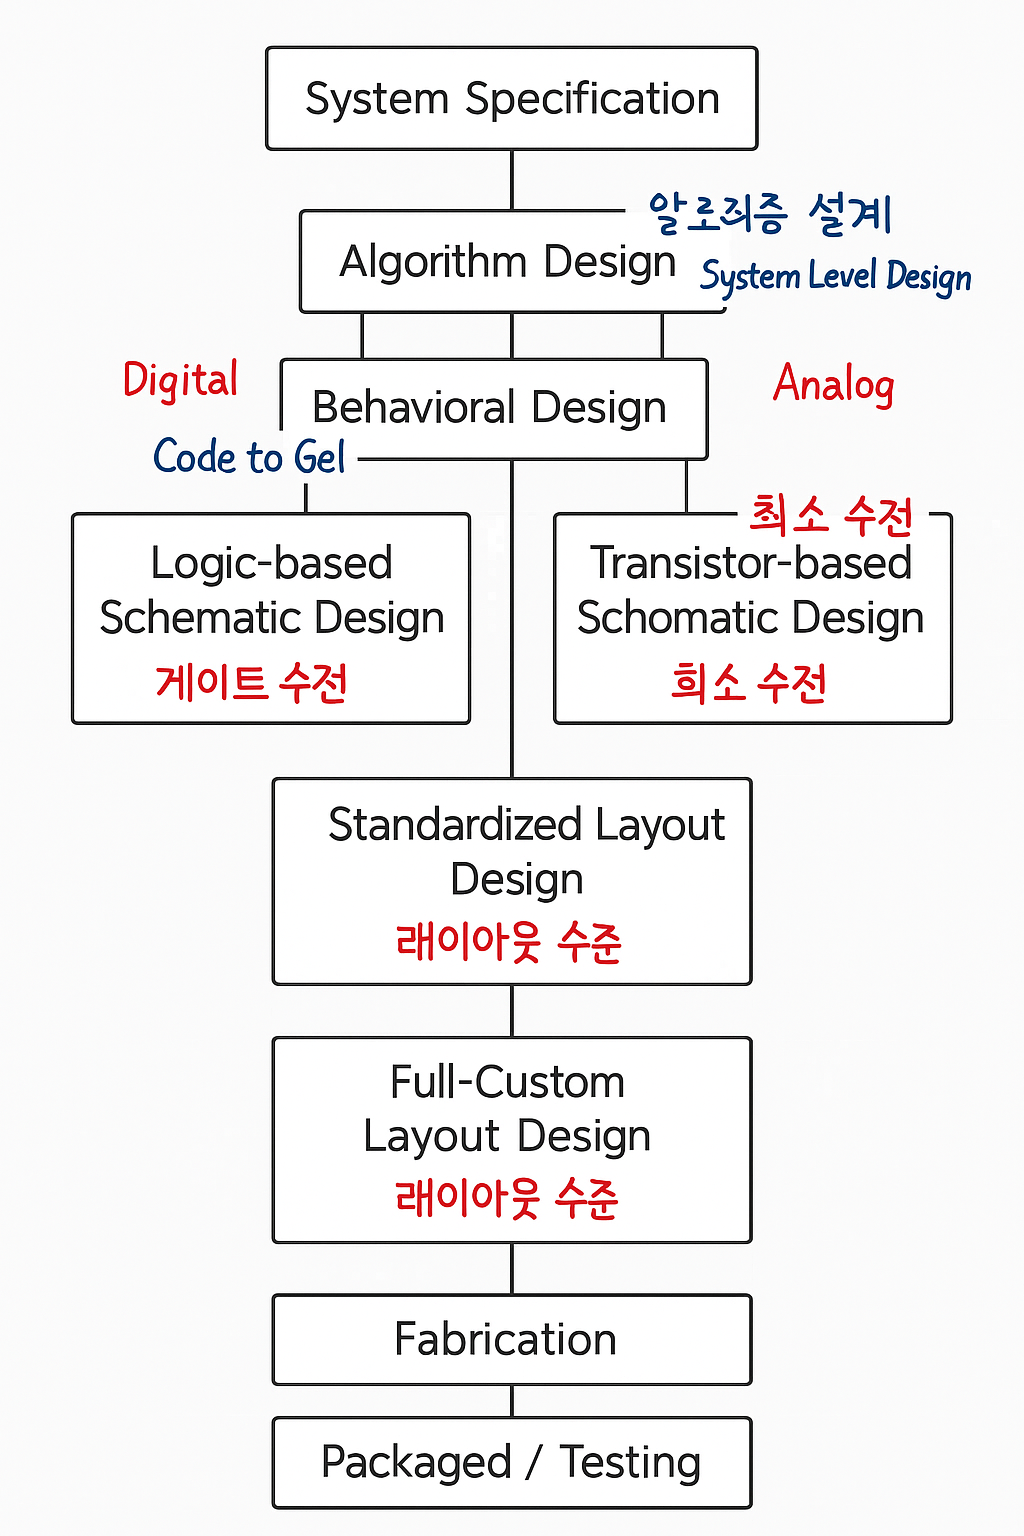 System Specification
알로리즘 설계
Algorithm Design
System Level Design
Digital
Analog
Behavioral Design
Code to Gel
최소 수전
Logic-based
Schematic Design
게이트 수전
Transistor-based
Schomatic Design
희소 수전
Standardized Layout
Design
래이아웃 수준
Full-Custom
Layout Design
래이아웃 수준
Fabrication
Packaged / Testing